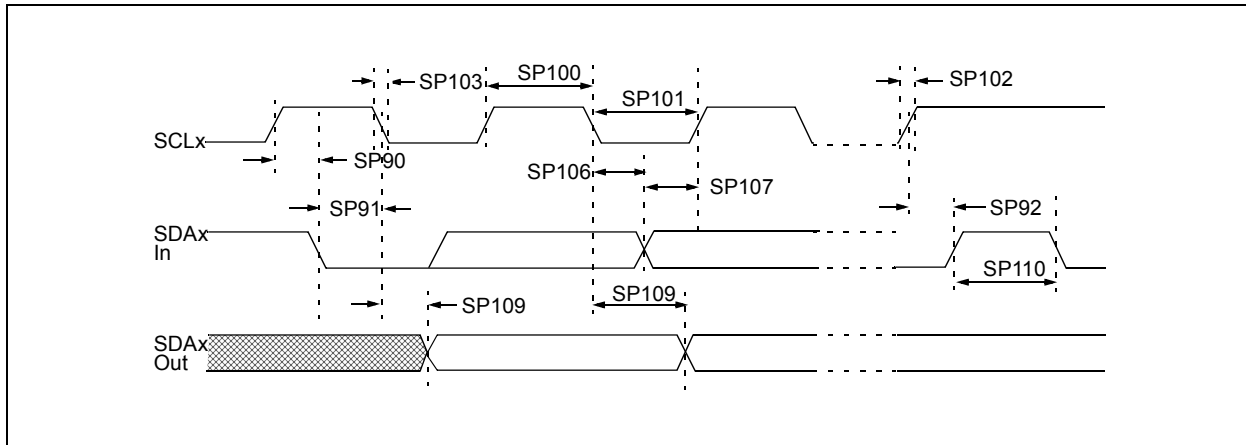 SP103
SP100
SP101
SP102
SCLx
SP90
SP106
SP107
SP91
SP92
SDAx
In
SP110
SP109
SP109
SDAx
Out